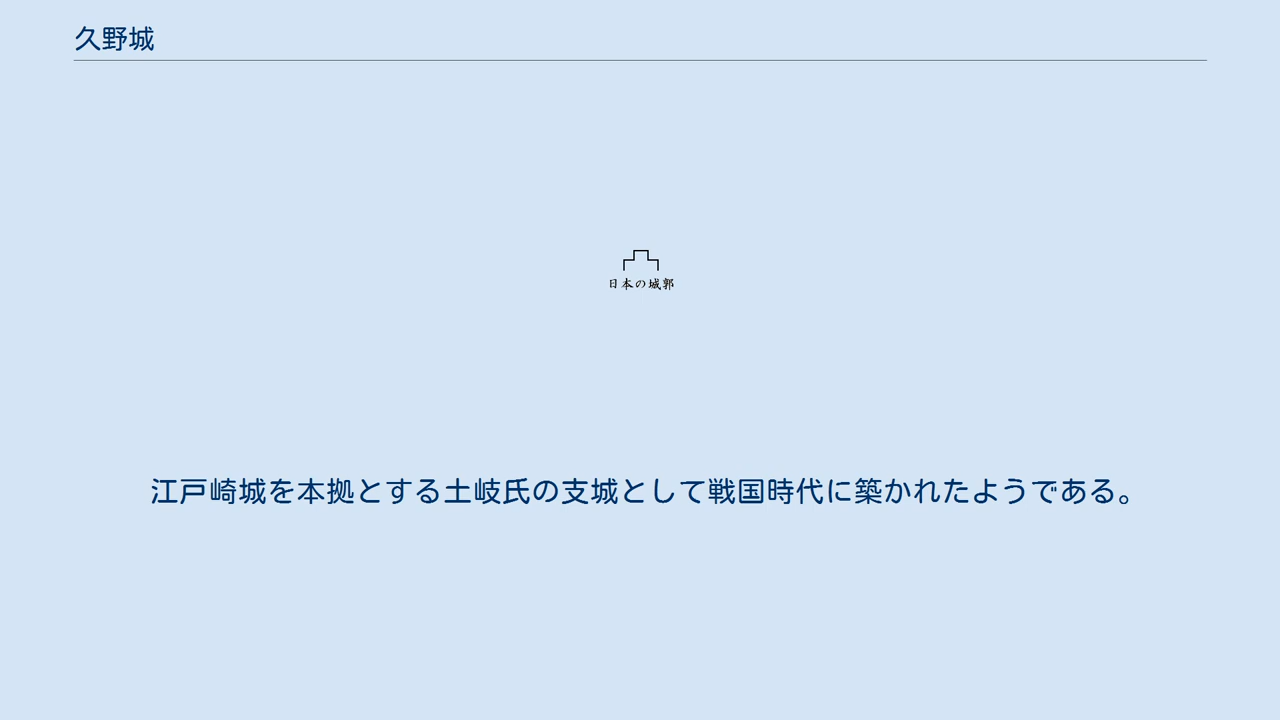 久野城
日本の城郭
江戸崎城を本拠とする土岐氏の支城として戦国時代に築かれたようである。